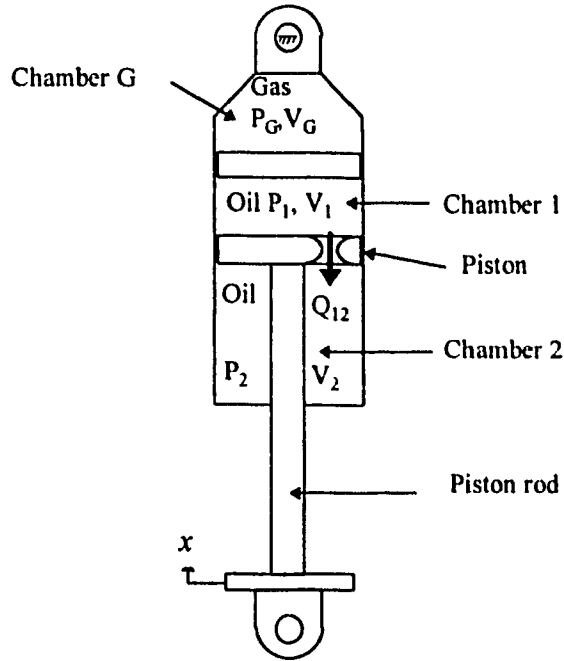 Gas
Chamber G
P_G,V_G
Oil P_1, V_1
Chamber 1
Piston
Oil
Q_12
Chamber 2
P_2
V_2
Piston rod
x